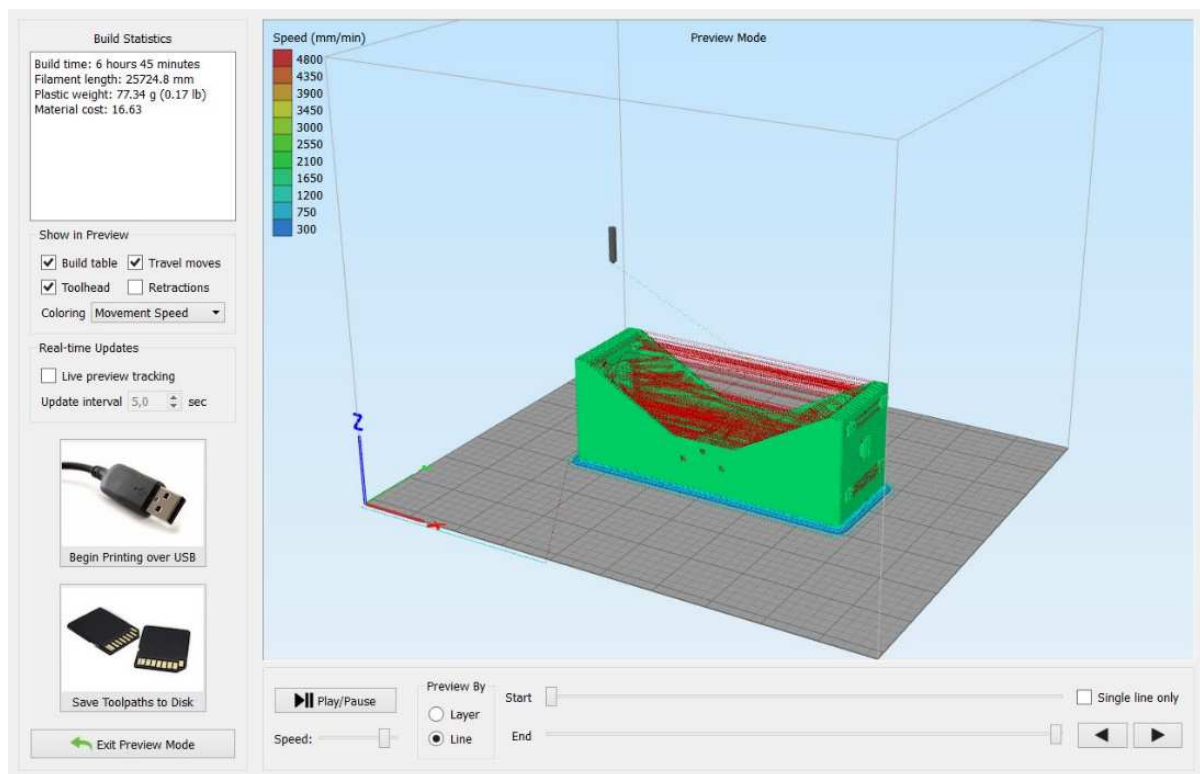 Build Statistics
Build time: 6 hours 45 minutes
Filament length: 25724.8 mm
Plastic weight: 77.34 g (0.17 lb)
Material cost: 16.63
Show in Preview
Build table
Travel moves
Toolhead
Retractions
Coloring
Movement Speed
Real-time Updates
Live preview tracking
Update interval 5,0 sec
Begin Printing over USB
Save Toolpaths to Disk
Exit Preview Mode
Speed (mm/min)
4800
4350
3900
3450
3000
2550
2100
1650
1200
750
300
Preview Mode
Z
X
Play/Pause
Speed:
Preview By
Layer
Line
Start
End
Single line only